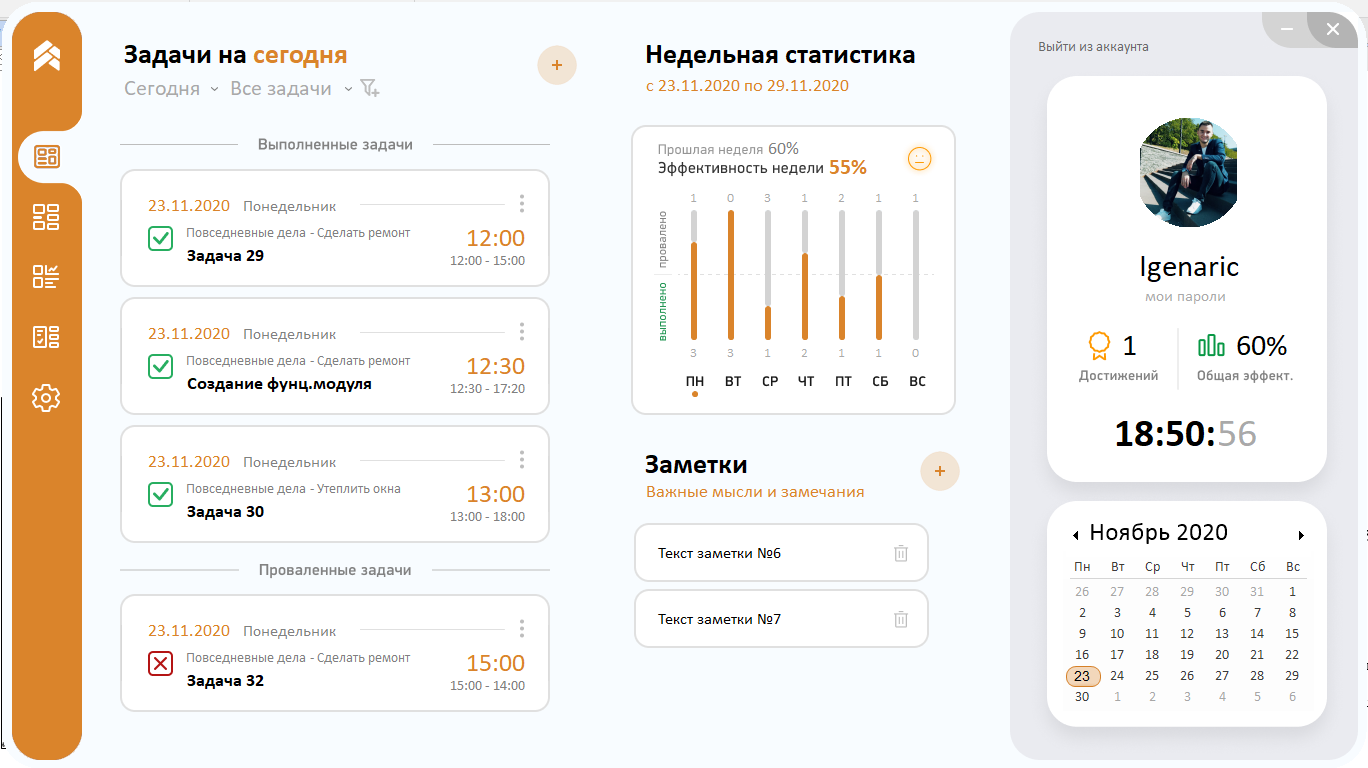 Задачи на сегодня
Сегодня Все задачи
Выполненные задачи
23.11.2020 Понедельник
Повседневные дела - Сделать ремонт
Задача 29
12:00
12:00 - 15:00
23.11.2020 Понедельник
Повседневные дела - Сделать ремонт
Создание фунц.модуля
12:30
12:30 - 17:20
23.11.2020 Понедельник
Повседневные дела - Утеплить окна
Задача 30
13:00
13:00 - 18:00
Проваленные задачи
23.11.2020 Понедельник
Повседневные дела - Сделать ремонт
Задача 32
15:00
15:00 - 14:00
Недельная статистика
с 23.11.2020 по 29.11.2020
Прошлая неделя 60%
Эффективность недели 55%
1 0 3 1 2 1 1
провалено
выполнено
3 3 1 2 1 1 0
ПН ВТ СР ЧТ ПТ СБ ВС
Заметки
Важные мысли и замечания
Текст заметки №6
Текст заметки №7
Выйти из аккаунта
Igenaric
мои пароли
1
Достижений
60%
Общая эффект.
18:50:56
Ноябрь 2020
Пн Вт Ср Чт Пт Сб Вс
26 27 28 29 30 31 1
2 3 4 5 6 7 8
9 10 11 12 13 14 15
16 17 18 19 20 21 22
23 24 25 26 27 28 29
30 1 2 3 4 5 6